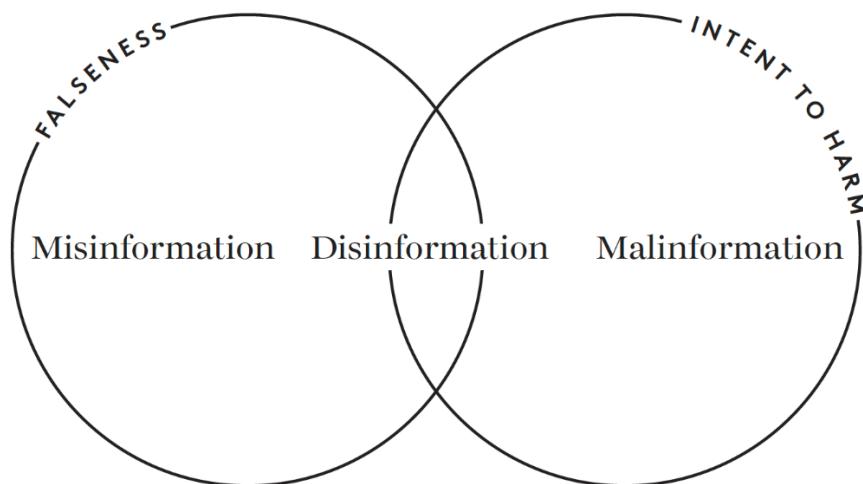 FALSENESS
INTENT TO HARM
Misinformation
Disinformation
Malinformation